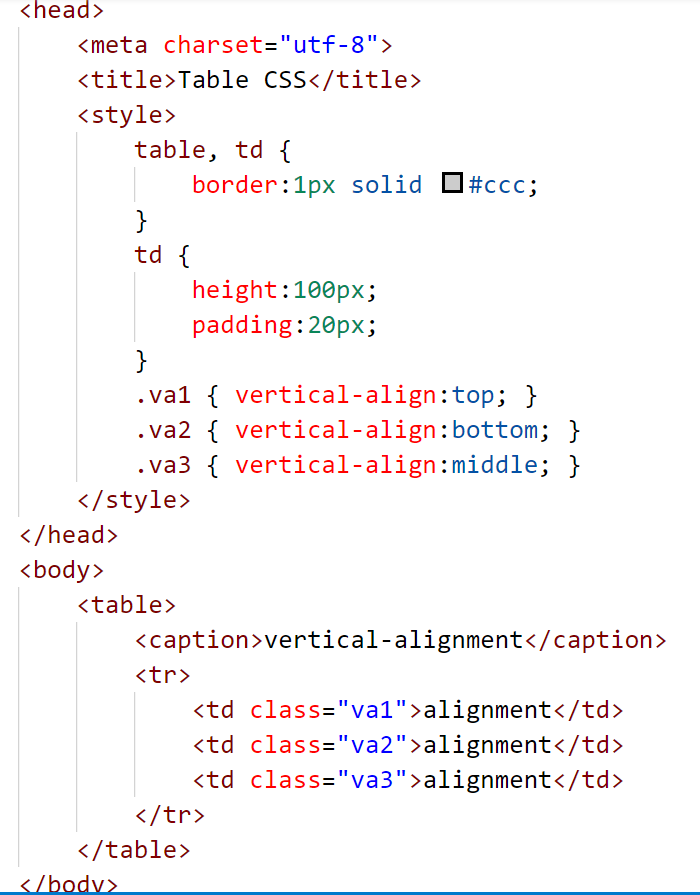 <head>
<meta charset="utf-8">
<title>Table CSS</title>
<style>
table, td {
border:1px solid #ccc;
}
td {
height:100px;
padding:20px;
}
.va1 { vertical-align:top; }
.va2 { vertical-align:bottom; }
.va3 { vertical-align:middle; }
</style>
</head>
<body>
<table>
<caption>vertical-alignment</caption>
<tr>
<td class="va1">alignment</td>
<td class="va2">alignment</td>
<td class="va3">alignment</td>
</tr>
</table>
</body>